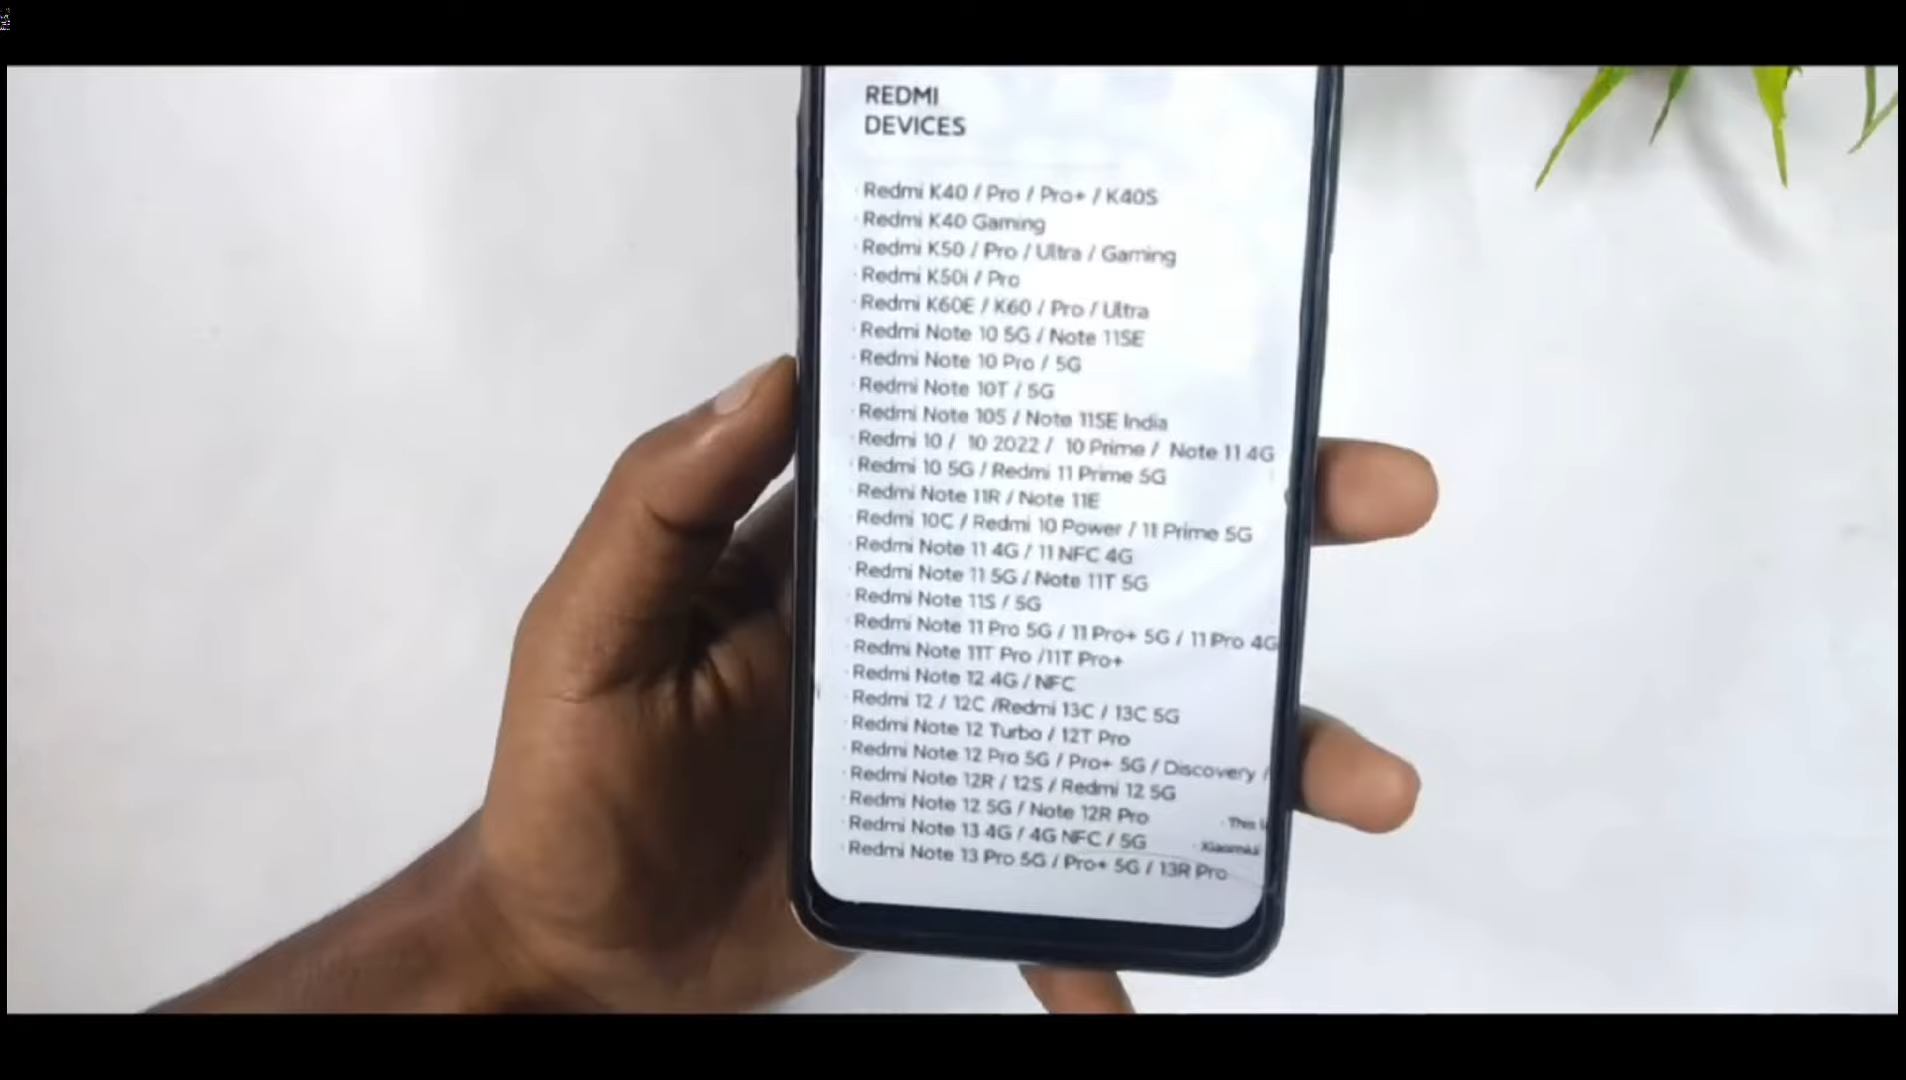 REDMI
DEVICES
· Redmi K40 / Pro / Pro+ / K40S
· Redmi K40 Gaming
· Redmi K50 / Pro / Ultra / Gaming
· Redmi K50i / Pro
· Redmi K60E / K60 / Pro / Ultra
· Redmi Note 10 5G / Note 11SE
· Redmi Note 10 Pro / 5G
· Redmi Note 10T / 5G
· Redmi Note 10S / Note 11SE India
· Redmi 10 / 10 2022 / 10 Prime / Note 11 4G
· Redmi 10 5G / Redmi 11 Prime 5G
· Redmi Note 11R / Note 11E
· Redmi 10C / Redmi 10 Power / 11 Prime 5G
· Redmi Note 11 4G / 11 NFC 4G
· Redmi Note 11 5G / Note 11T 5G
· Redmi Note 11S / 5G
· Redmi Note 11 Pro 5G / 11 Pro+ 5G / 11 Pro 4G
· Redmi Note 11T Pro /11T Pro+
· Redmi Note 12 4G / NFC
· Redmi 12 / 12C /Redmi 13C / 13C 5G
· Redmi Note 12 Turbo / 12T Pro
· Redmi Note 12 Pro 5G / Pro+ 5G / Discovery /
· Redmi Note 12R / 12S / Redmi 12 5G
· Redmi Note 12 5G / Note 12R Pro
· This
· Redmi Note 13 4G / 4G NFC / 5G
· Redmi Note 13 Pro 5G / Pro+ 5G / 13R Pro